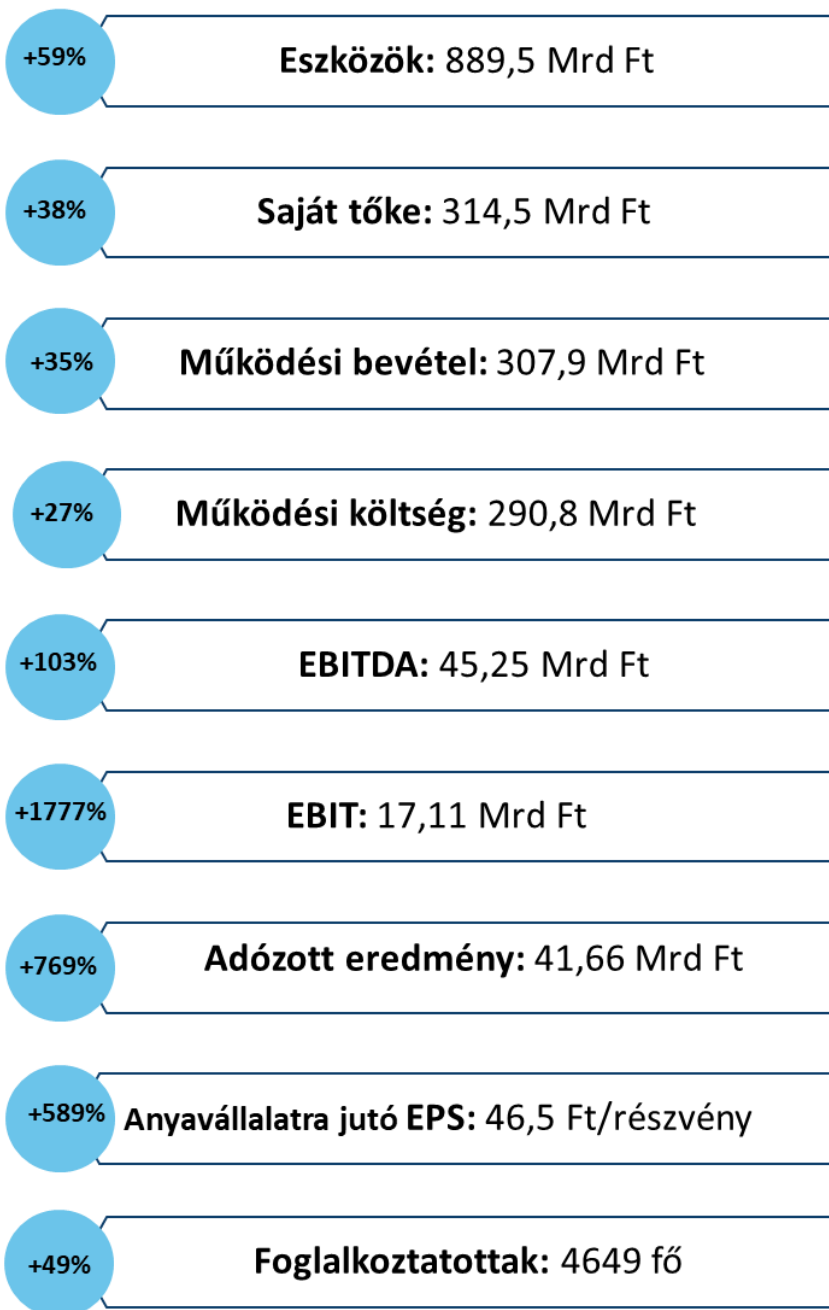 +59% Eszközök: 889,5 Mrd Ft
+38% Saját tőke: 314,5 Mrd Ft
+35% Működési bevétel: 307,9 Mrd Ft
+27% Működési költség: 290,8 Mrd Ft
+103% EBITDA: 45,25 Mrd Ft
+1777% EBIT: 17,11 Mrd Ft
+769% Adózott eredmény: 41,66 Mrd Ft
+589% Anyavállalatra jutó EPS: 46,5 Ft/részvény
+49% Foglalkoztatottak: 4649 fő